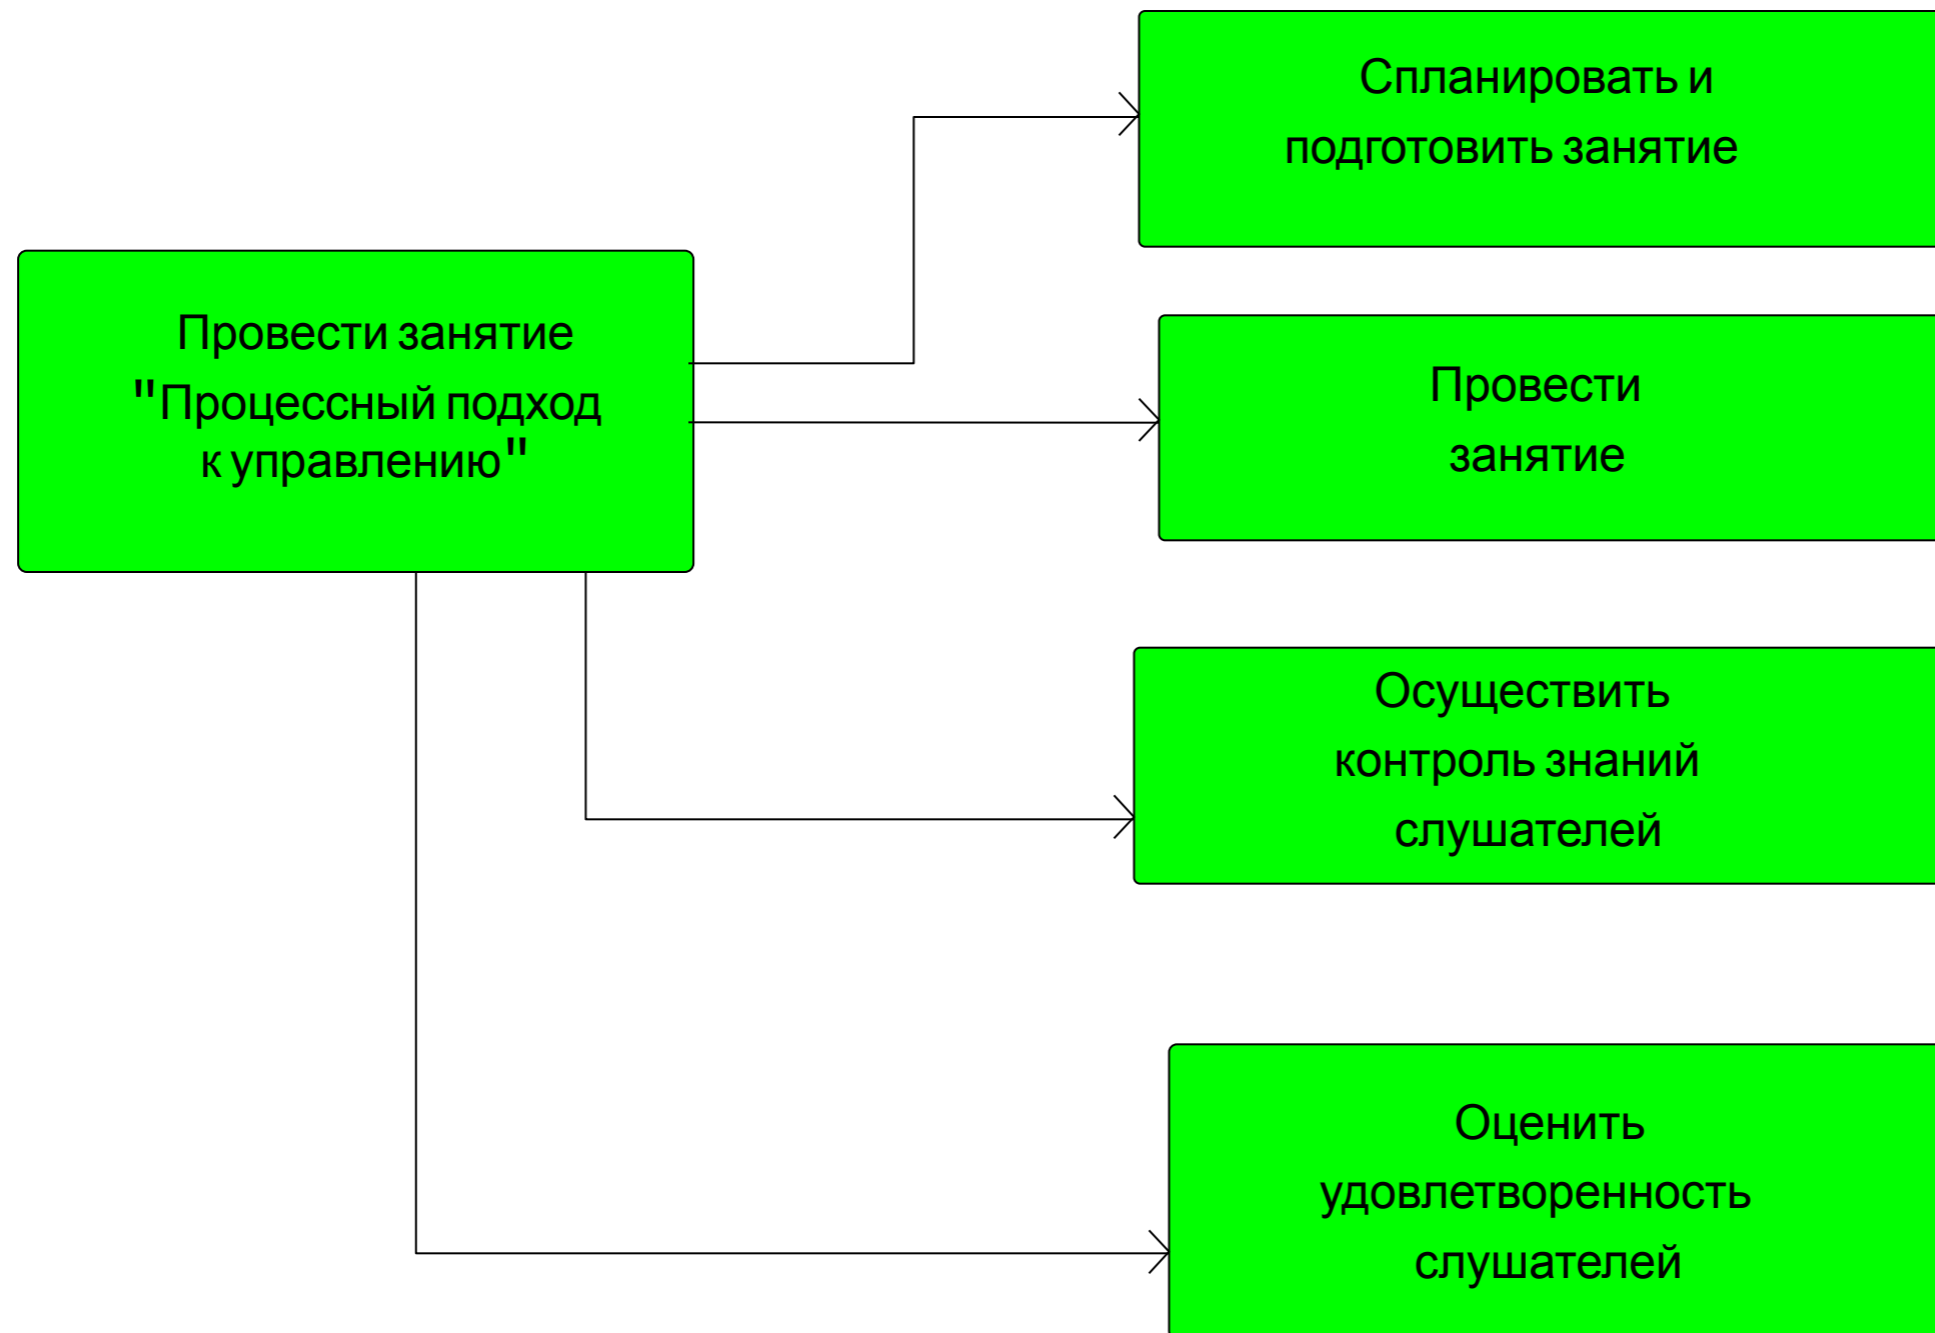 Спланировать и
подготовить занятие
Провести занятие
"Процессный подход
к управлению"
Провести
занятие
Осуществить
контроль знаний
слушателей
Оценить
удовлетворенность
слушателей